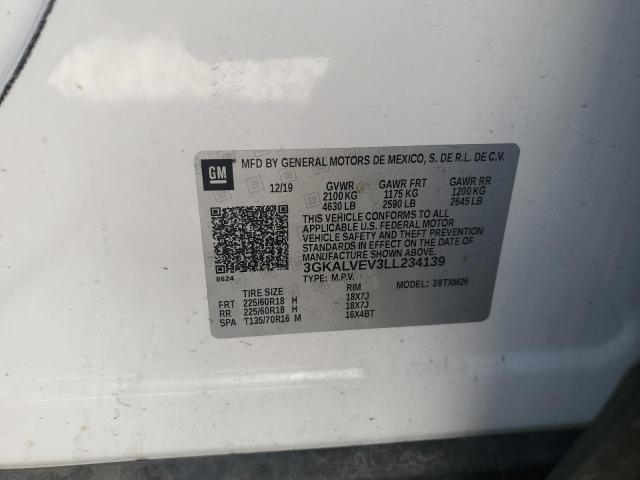 GM
MFD BY GENERAL MOTORS DE MEXICO, S. DE R.L. DE C.V.
12/19 GVWR GAWR FRT GAWR RR
2100 KG 1175 KG 1200 KG
4630 LB 2590 LB 2645 LB
THIS VEHICLE CONFORMS TO ALL
APPLICABLE U.S. FEDERAL MOTOR
VEHICLE SAFETY AND THEFT PREVENTION
STANDARDS IN EFFECT ON THE DATE OF
MANUFACTURE SHOWN ABOVE.
3GKALVEV3LL234139
8624
TYPE: M.P.V. MODEL: 39TXM26
TIRE SIZE RIM
FRT 225/60R18 H 18X7J
RR 225/60R18 H 18X7J
SPA T135/70R16 M 16X4BT